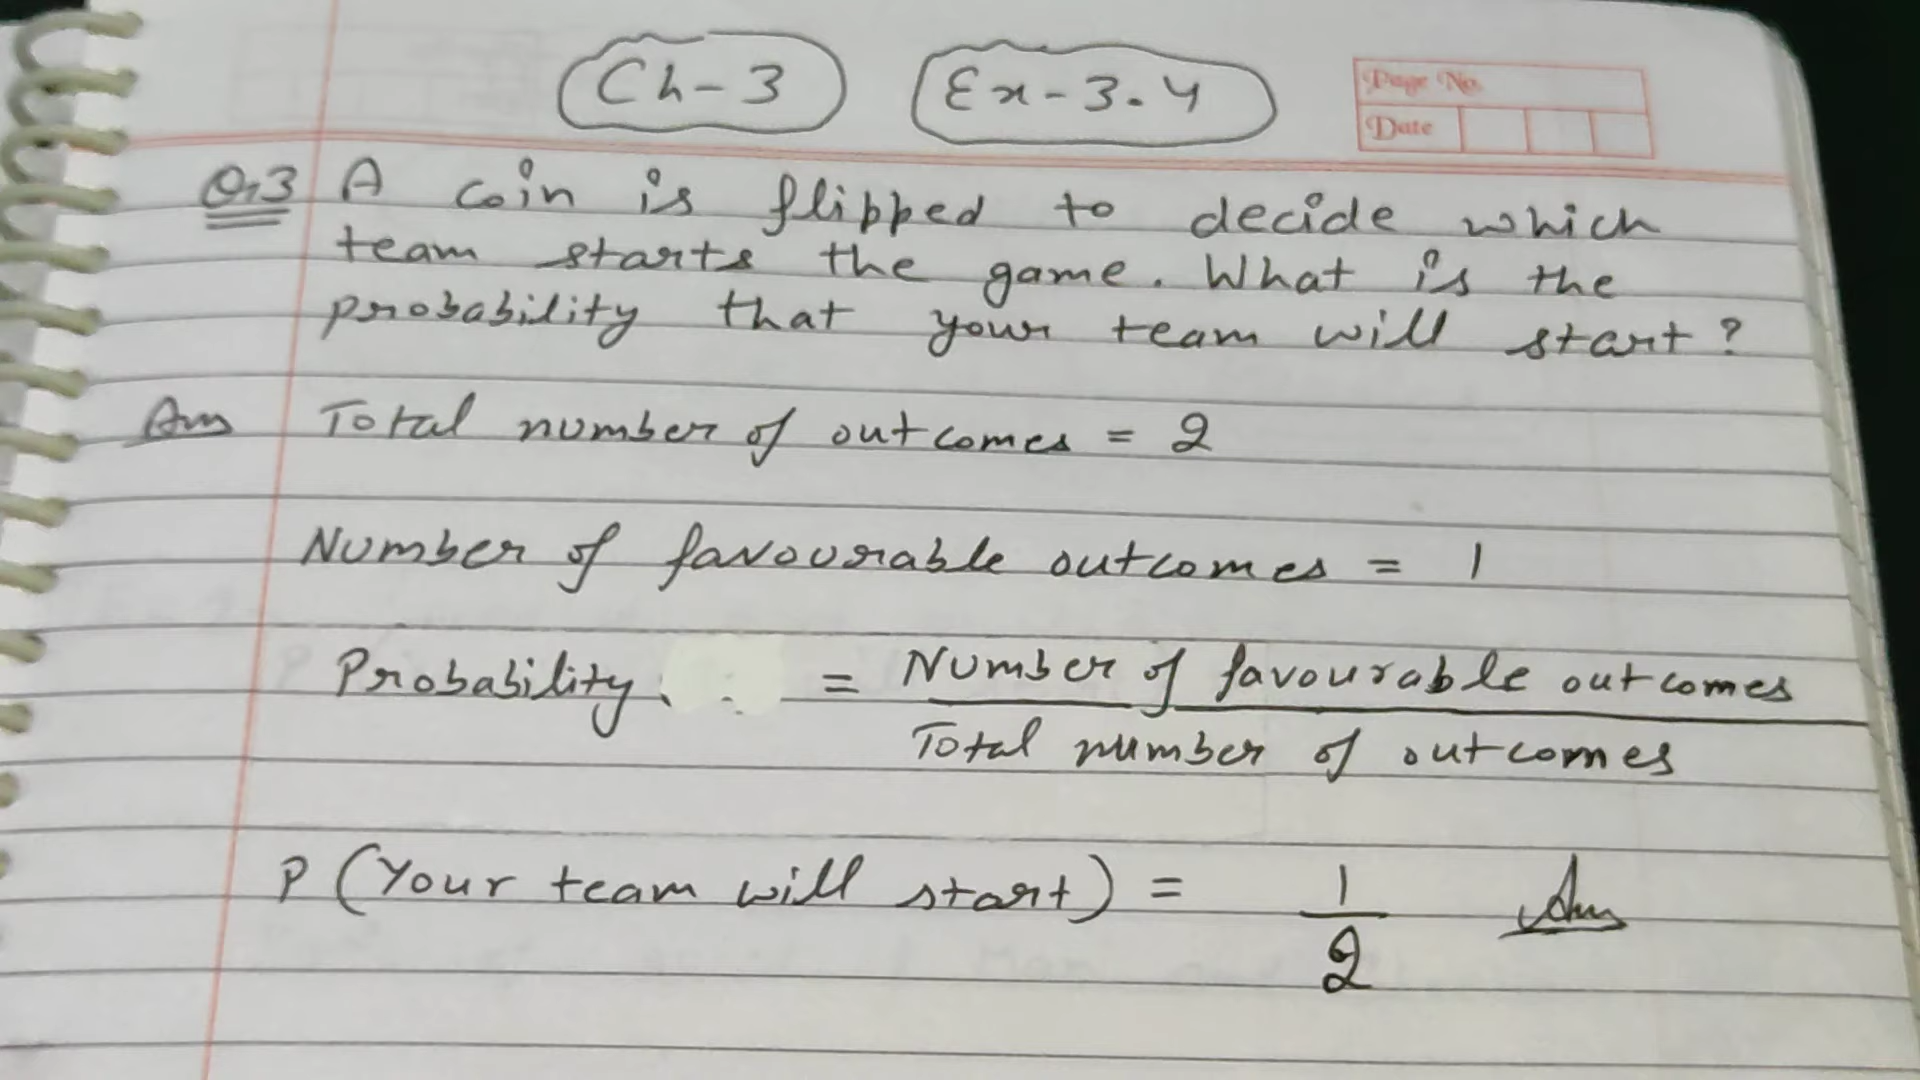 Ch-3 Ex-3.4
Page No.
Date
Q.3 A coin is flipped to decide which
team starts the game. What is the
probability that your team will start?
Ans Total number of outcomes = 2
Number of favourable outcomes = 1
Probability = Number of favourable outcomes
Total number of outcomes
P (Your team will start) = 1/2 Ans